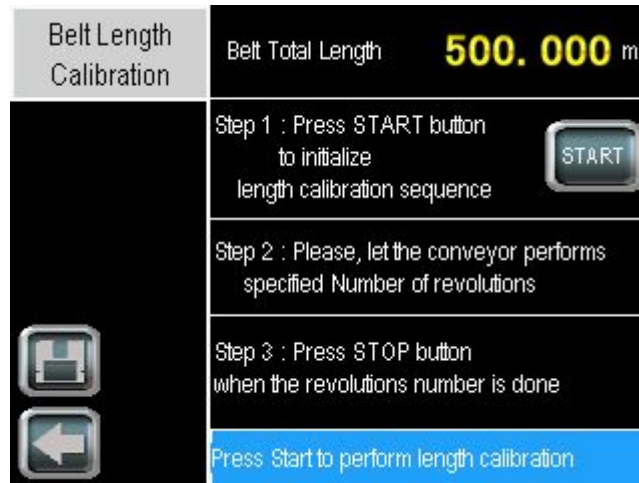 Belt Length
Calibration
Belt Total Length 500. 000 m
Step 1 : Press START button
to initialize
length calibration sequence
START
Step 2 : Please, let the conveyor performs
specified Number of revolutions
Step 3 : Press STOP button
when the revolutions number is done
Press Start to perform length calibration